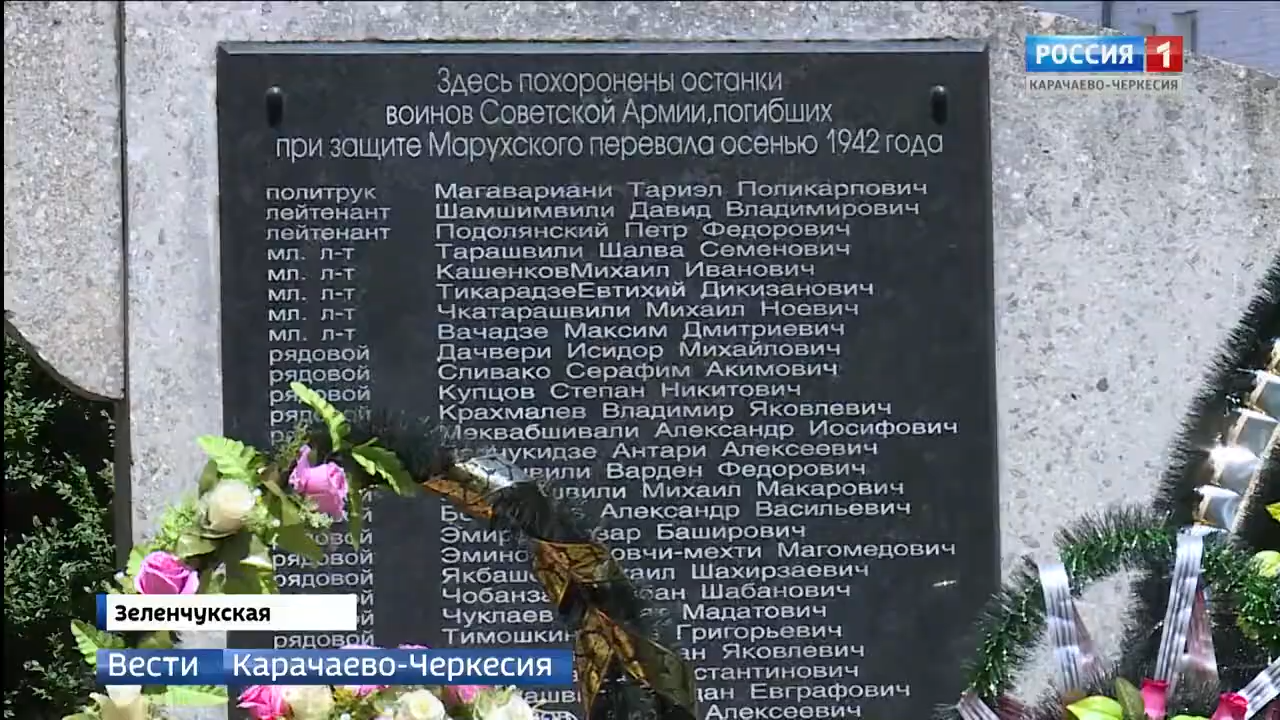 РОССИЯ 1
КАРАЧАЕВО-ЧЕРКЕСИЯ
Здесь похоронены останки
воинов Советской Армии,погибших
при защите Марухского перевала осенью 1942 года
политрук Магавариани Тариэл Поликарпович
лейтенант Шамшимвили Давид Владимирович
лейтенант Подолянский Петр Федорович
мл. л-т Тарашвили Шалва Семенович
мл. л-т КашенковМихаил Иванович
мл. л-т ТикарадзеЕвтихий Дикизанович
мл. л-т Чкатарашвили Михаил Ноевич
мл. л-т Вачадзе Максим Дмитриевич
рядовой Дачвери Исидор Михайлович
рядовой Сливако Серафим Акимович
рядовой Купцов Степан Никитович
Крахмалев Владимир Яковлевич
Меквабшивали Александр Иосифович
Антари Алексеевич
Варден Федорович
Михаил Макарович
Александр Васильевич
Баширович
рядовой Магомедович
рядовой Шахирзаевич
Шабанович
Мадатович
рядовой Григорьевич
Яковлевич
Евграфович
Алексеевич
Зеленчукская
Вести Карачаево-Черкесия